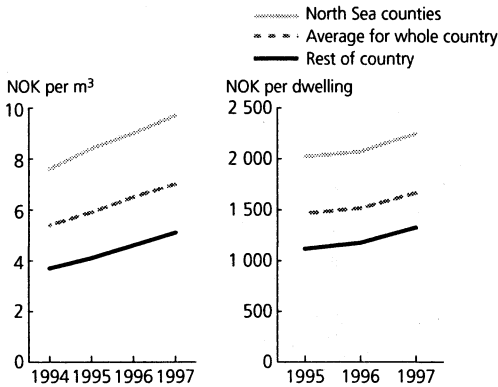 North Sea counties
Average for whole country
Rest of country
NOK per m³
10
8
6
4
2
0
1994 1995 1996 1997
NOK per dwelling
2 500
2 000
1 500
1 000
500
0
1995 1996 1997